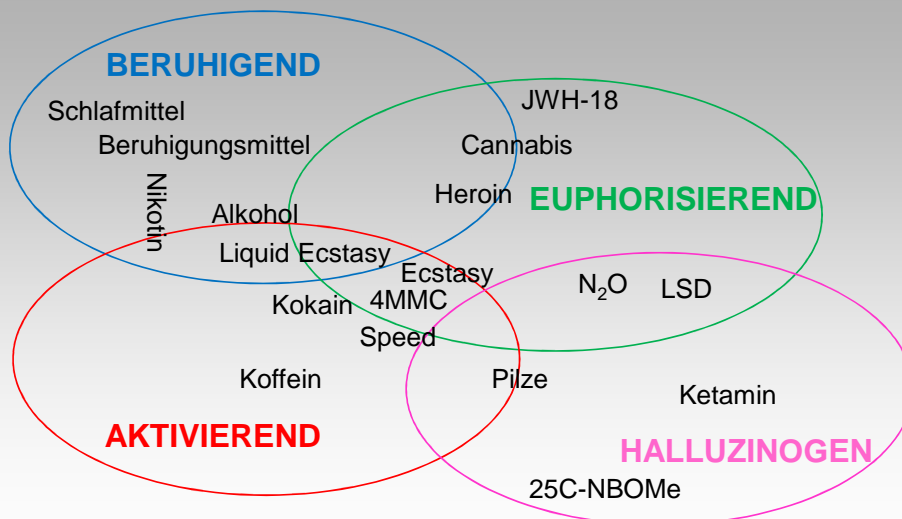 BERUHIGEND
JWH-18
Schlafmittel
Beruhigungsmittel
Cannabis
Nikotin
Heroin
EUPHORISIEREND
Alkohol
Liquid Ecstasy
Ecstasy
N₂O
LSD
Kokain
4MMC
Speed
Koffein
Pilze
Ketamin
AKTIVIEREND
HALLUZINOGEN
25C-NBOMe